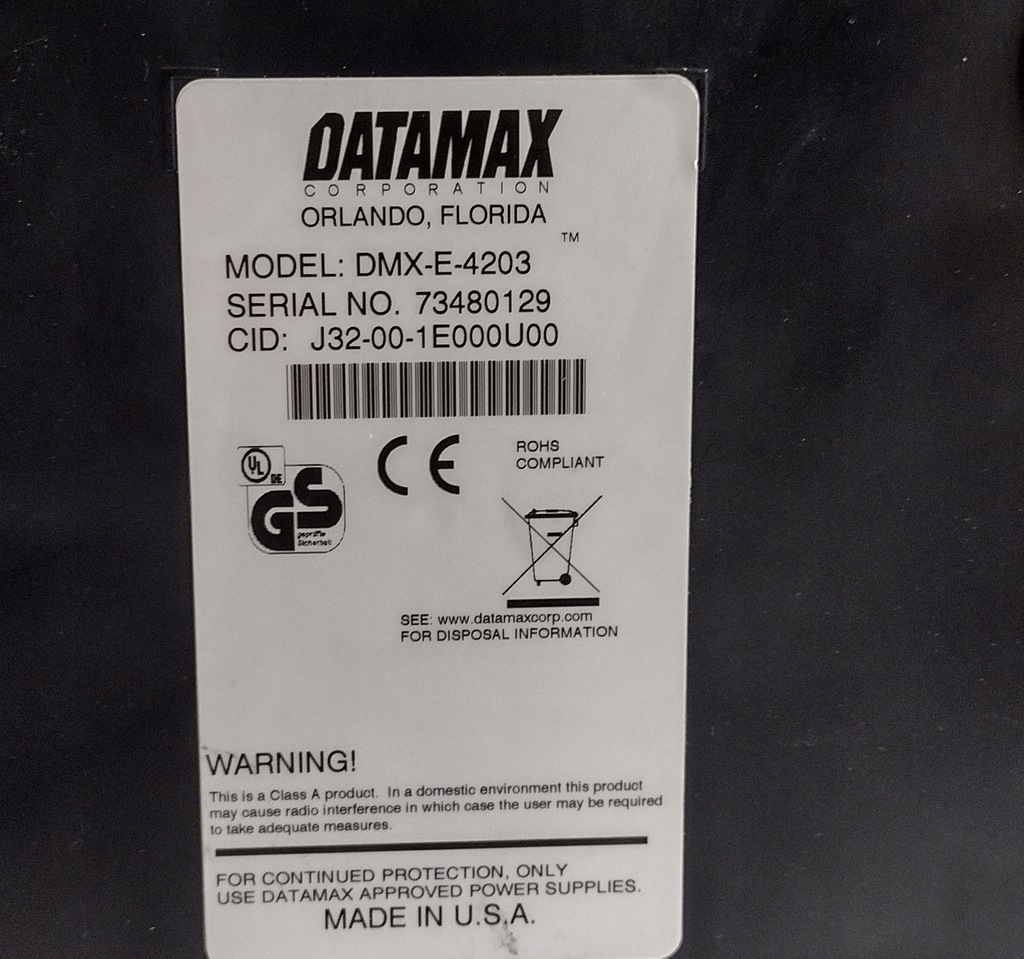 DATAMAX
CORPORATION
ORLANDO, FLORIDA
TM
MODEL: DMX-E-4203
SERIAL NO. 73480129
CID: J32-00-1E000U00
UL
DE
GS
geprüfte
Sicherheit
CE
ROHS
COMPLIANT
SEE: www.datamaxcorp.com
FOR DISPOSAL INFORMATION
WARNING!
This is a Class A product. In a domestic environment this product
may cause radio interference in which case the user may be required
to take adequate measures.
FOR CONTINUED PROTECTION, ONLY
USE DATAMAX APPROVED POWER SUPPLIES.
MADE IN U.S.A.